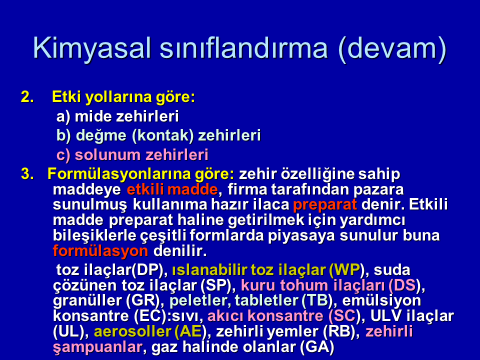 Kimyasal sınıflandırma (devam)
2. Etki yollarına göre:
a) mide zehirleri
b) değme (kontak) zehirleri
c) solunum zehirleri
3. Formülasyonlarına göre: zehir özelliğine sahip
maddeye etkili madde, firma tarafından pazara
sunulmuş kullanıma hazır ilaca preparat denir. Etkili
madde preparat haline getirilmek için yardımcı
bileşiklerle çeşitli formlarda piyasaya sunulur buna
formülasyon denilir.
toz ilaçlar(DP), ıslanabilir toz ilaçlar (WP), suda
çözünen toz ilaçlar (SP), kuru tohum ilaçları (DS),
granüller (GR), peletler, tabletler (TB), emülsiyon
konsantre (EC):sıvı, akıcı konsantre (SC), ULV ilaçlar
(UL), aerosoller (AE), zehirli yemler (RB), zehirli
şampuanlar, gaz halinde olanlar (GA)